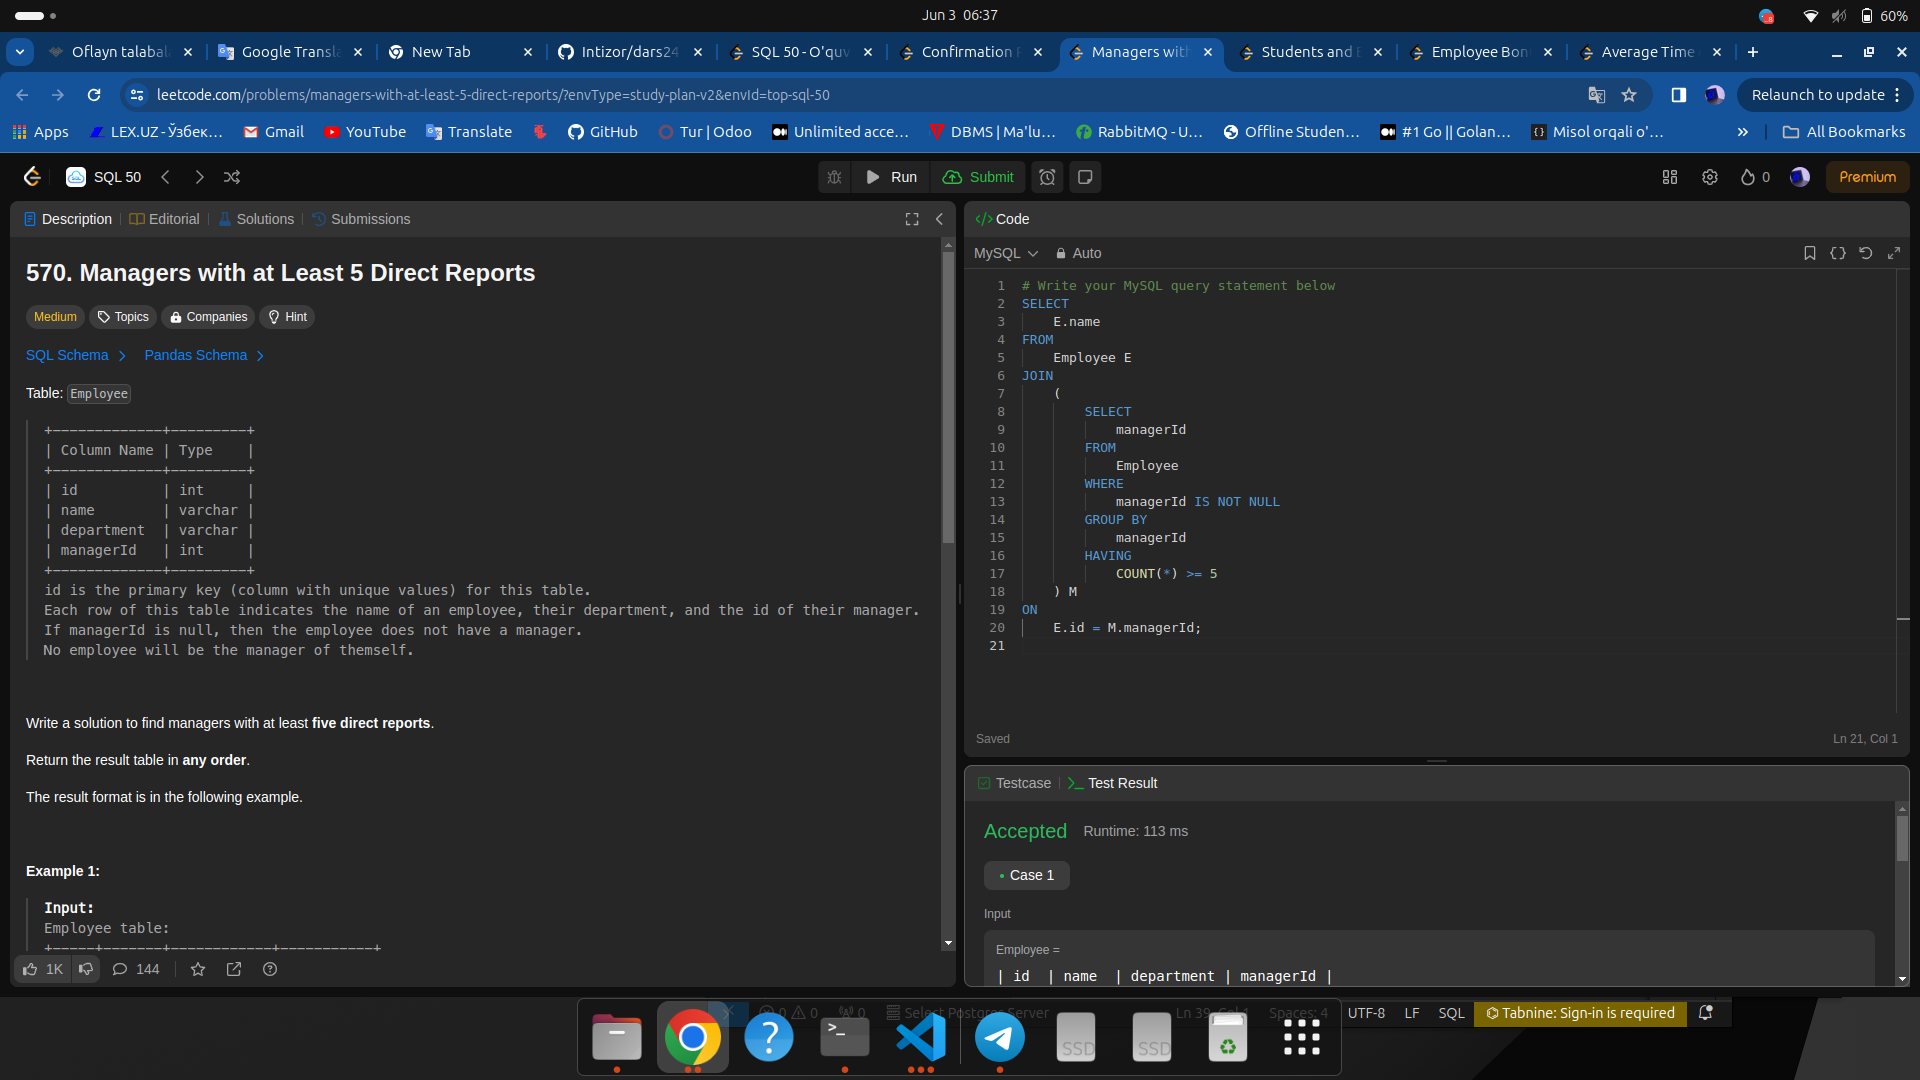 Jun 3 06:37
60%
Oflayn talabal
Google Transla
New Tab
Intizor/dars24
SQL 50 - O'quv
Confirmation
Managers with
Students and E
Employee Bon
Average Time
leetcode.com/problems/managers-with-at-least-5-direct-reports/?envType=study-plan-v2&envId=top-sql-50
Relaunch to update
Apps
LEX.UZ - Ўзбек...
Gmail
YouTube
Translate
GitHub
Tur | Odoo
Unlimited acce...
DBMS | Ma'lu...
RabbitMQ - U...
Offline Studen...
#1 Go || Golan...
Misol orqali o'...
»
All Bookmarks
SQL 50
Run
Submit
0
Premium
Description | Editorial | Solutions | Submissions
570. Managers with at Least 5 Direct Reports
Medium
Topics
Companies
Hint
SQL Schema
Pandas Schema
Table: Employee
+-------------+---------+
| Column Name | Type    |
+-------------+---------+
| id          | int     |
| name        | varchar |
| department  | varchar |
| managerId   | int     |
+-------------+---------+
id is the primary key (column with unique values) for this table.
Each row of this table indicates the name of an employee, their department, and the id of their manager.
If managerId is null, then the employee does not have a manager.
No employee will be the manager of themself.
Write a solution to find managers with at least five direct reports.
Return the result table in any order.
The result format is in the following example.
Example 1:
Input:
Employee table:
+-----+-------+------------+-----------+
1K
144
</> Code
MySQL
Auto
1 # Write your MySQL query statement below
2 SELECT
3     E.name
4 FROM
5     Employee E
6 JOIN
7     (
8         SELECT
9             managerId
10         FROM
11             Employee
12         WHERE
13             managerId IS NOT NULL
14         GROUP BY
15             managerId
16         HAVING
17             COUNT(*) >= 5
18     ) M
19 ON
20     E.id = M.managerId;
21
Saved
Ln 21, Col 1
Testcase | >_ Test Result
Accepted
Runtime: 113 ms
Case 1
Input
Employee =
| id  | name  | department | managerId |
0
0
0
Select Postgres Server
Ln 39, Col 1
Spaces: 4
UTF-8
LF
SQL
Tabnine: Sign-in is required
SSD
SSD